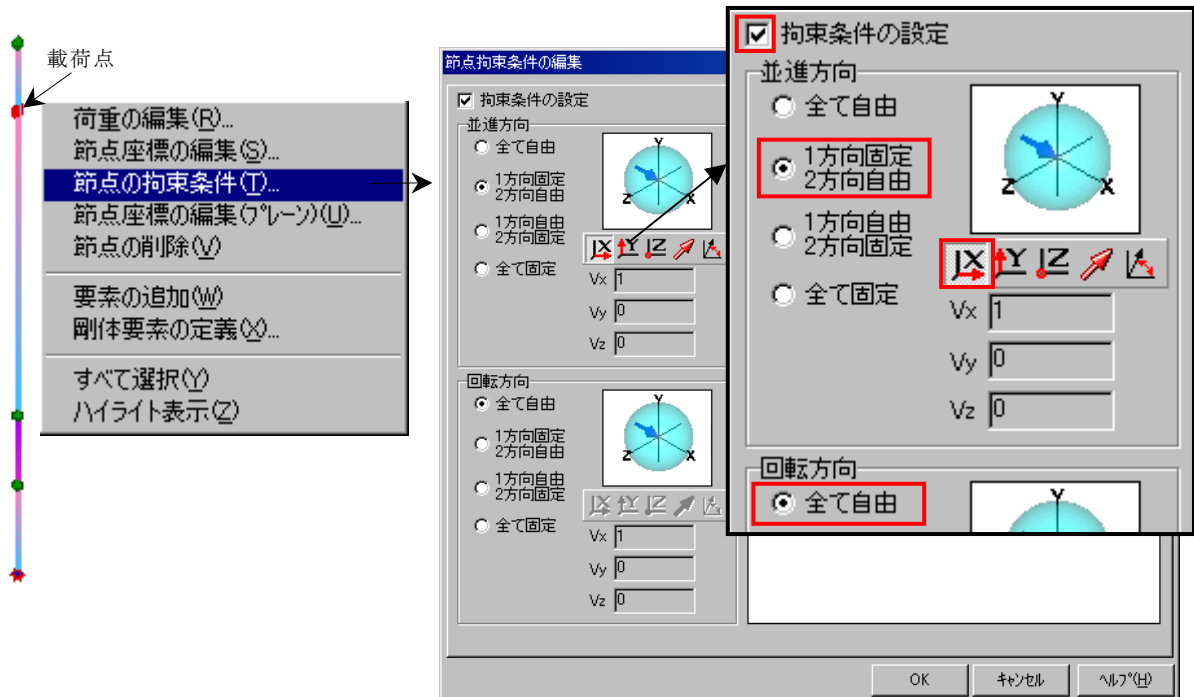 載荷点
荷重の編集(R)...
節点座標の編集(S)...
節点の拘束条件(T)...
節点座標の編集(プレーン)(U)...
節点の削除(V)
要素の追加(W)
剛体要素の定義(X)...
すべて選択(Y)
ハイライト表示(Z)
節点拘束条件の編集
拘束条件の設定
並進方向
全て自由
1方向固定
2方向自由
1方向自由
2方向固定
全て固定
Y
Z
X
X
Y
Z
Vx 1
Vy 0
Vz 0
回転方向
全て自由
1方向固定
2方向自由
1方向自由
2方向固定
全て固定
Y
Z
X
X
Y
Z
Vx 1
Vy 0
Vz 0
拘束条件の設定
並進方向
全て自由
1方向固定
2方向自由
1方向自由
2方向固定
全て固定
Y
Z
X
X
Y
Z
Vx 1
Vy 0
Vz 0
回転方向
全て自由
Y
OK
キャンセル
ヘルプ(H)